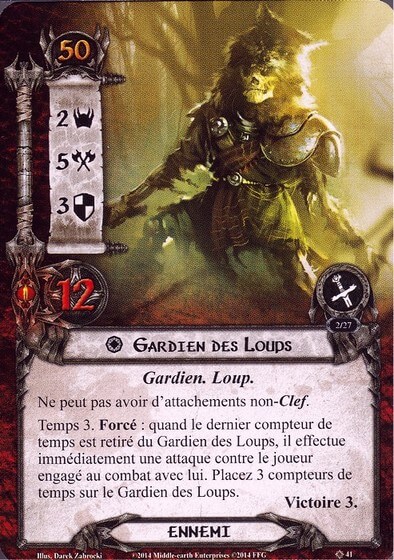 50
2
5
3
12
2/27
Gardien des Loups
Gardien. Loup.
Ne peut pas avoir d'attachements non-Clef.
Temps 3. Forcé : quand le dernier compteur de
temps est retiré du Gardien des Loups, il effectue
immédiatement une attaque contre le joueur
engagé au combat avec lui. Placez 3 compteurs de
temps sur le Gardien des Loups.
Victoire 3.
ENNEMI
Illus. Darek Zabrocki ©2014 Middle-earth Enterprises ©2014 FFG 41